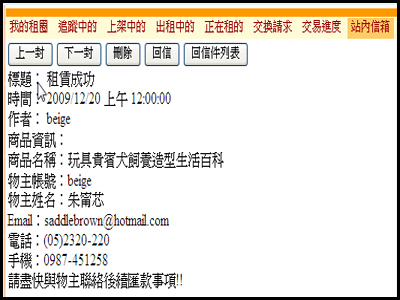 我的租圈 追蹤中的 上架中的 出租中的 正在租的 交換請求 交易進度 站內信箱
上一封 下一封 刪除 回信 回信件列表
標題： 租賃成功
時間：2009/12/20 上午 12:00:00
作者： beige
商品資訊：
商品名稱：玩具貴賓犬飼養造型生活百科
物主帳號：beige
物主姓名：朱甯芯
Email：saddlebrown@hotmail.com
電話：(05)2320-220
手機：0987-451258
請盡快與物主聯絡後續匯款事項!!